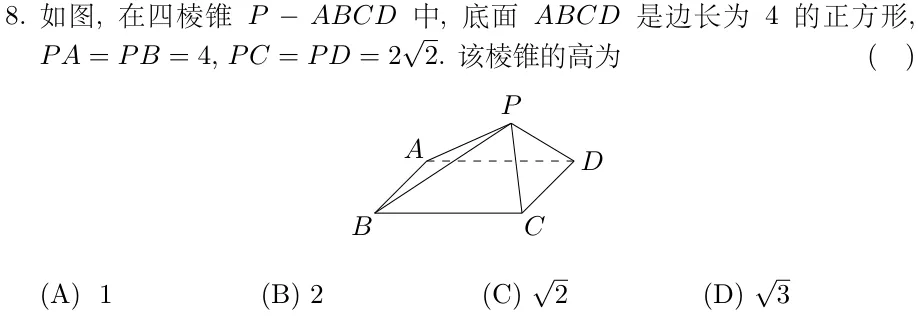 8. 如图, 在四棱锥 P − ABCD 中, 底面 ABCD 是边长为 4 的正方形,
PA = PB = 4, PC = PD = 2√2. 该棱锥的高为 ( )
P
A
D
B
C
(A) 1 (B) 2 (C) √2 (D) √3